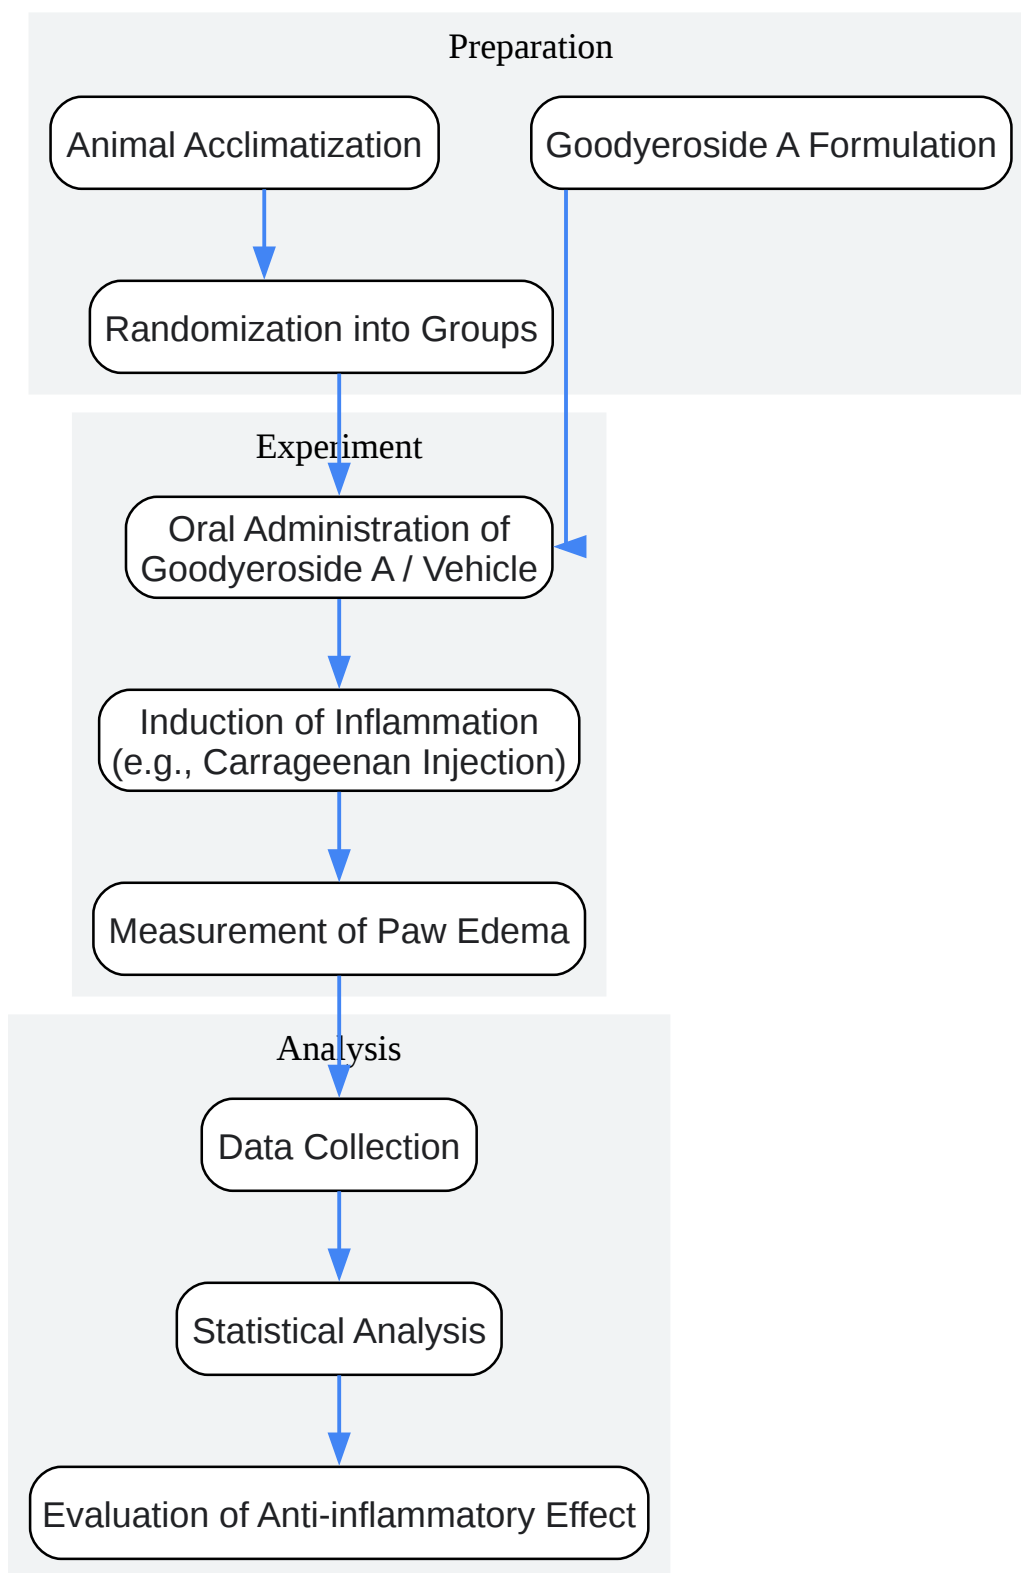 Preparation
Animal Acclimatization
Goodyeroside A Formulation
Randomization into Groups
Experiment
Oral Administration of
Goodyeroside A / Vehicle
Induction of Inflammation
(e.g., Carrageenan Injection)
Measurement of Paw Edema
Analysis
Data Collection
Statistical Analysis
Evaluation of Anti-inflammatory Effect